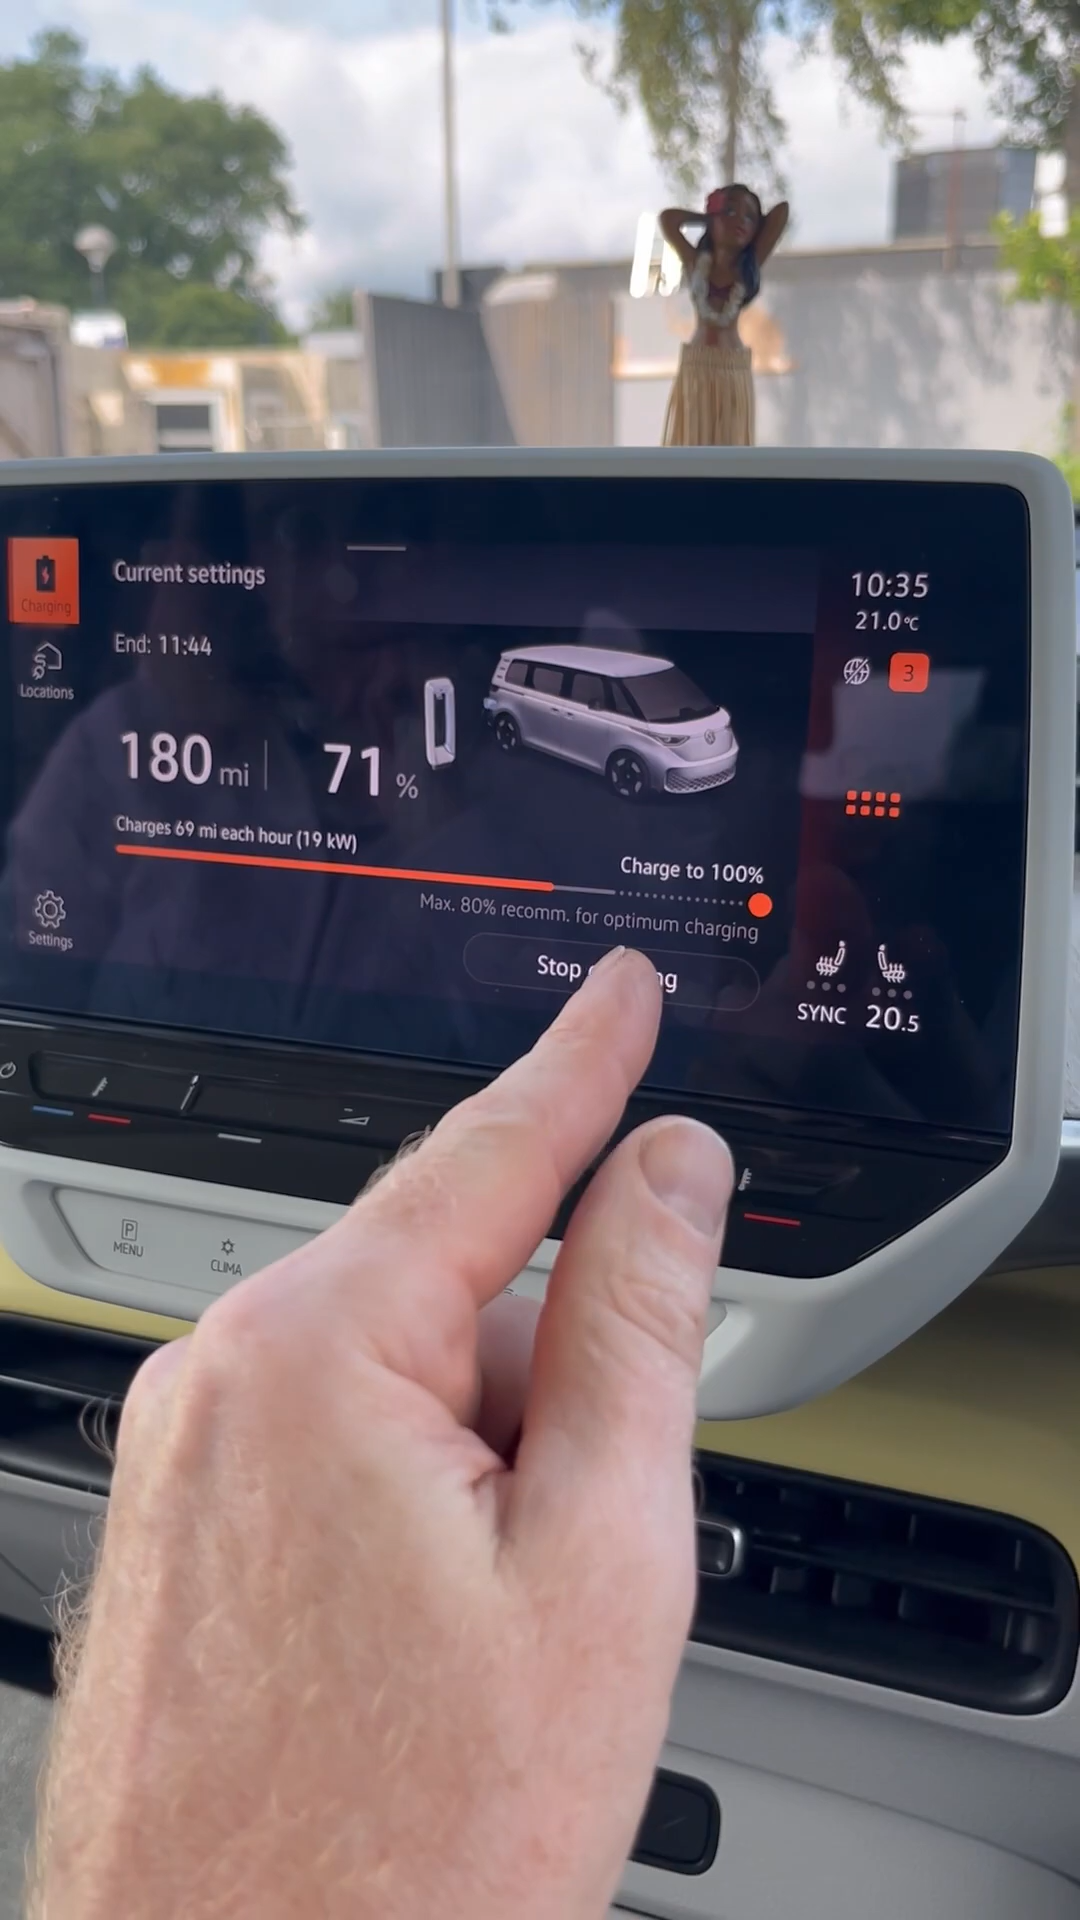 Current settings
10:35
Charging
21.0°C
End: 11:44
3
Locations
180 mi
71 %
Charges 69 mi each hour (19 kW)
Charge to 100%
Max. 80% recomm. for optimum charging
Settings
Stop
SYNC
20.5
P
MENU
CLIMA